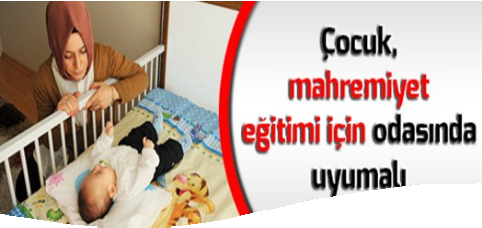 Çocuk,
mahremiyet
eğitimi için odasında
uyumalı